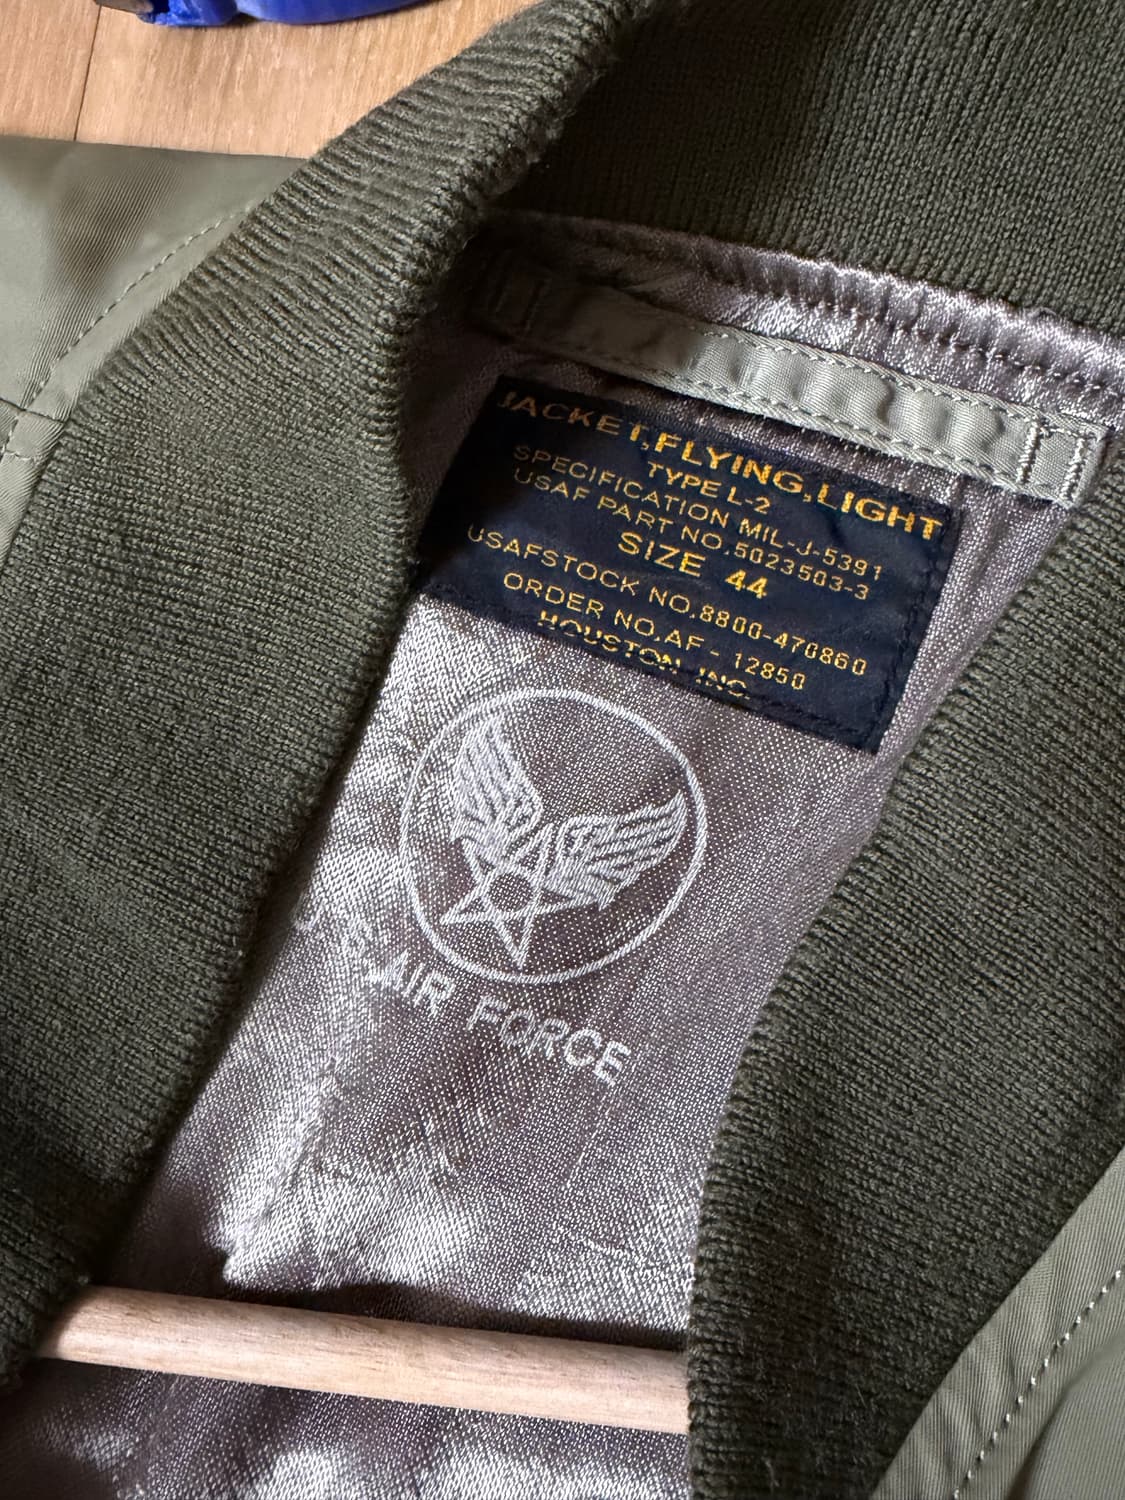 JACKET,FLYING,LIGHT
TYPE L-2
SPECIFICATION MIL-J-5391
USAF PART NO.5023503-3
SIZE 44
USAFSTOCK NO.8800-470860
ORDER NO.AF - 12850
HOUSTON INC.
U.S. AIR FORCE